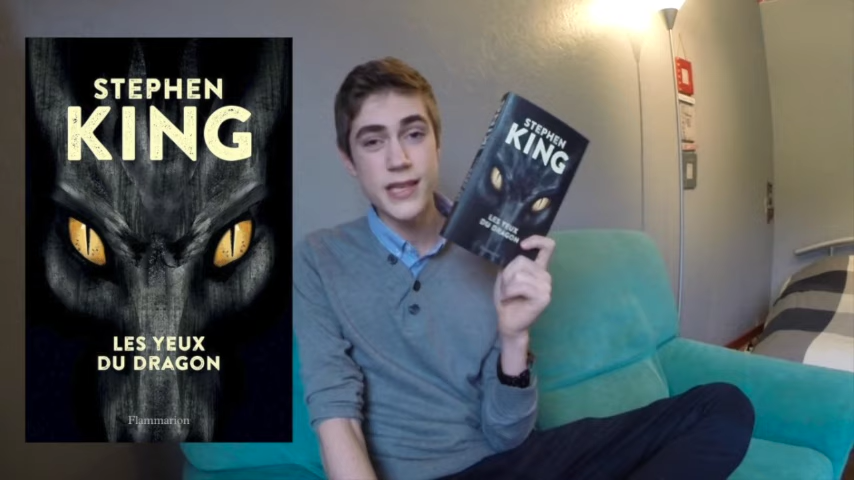 STEPHEN
KING
LES YEUX
DU DRAGON
Flammarion
STEPHEN
KING
LES YEUX
DU DRAGON